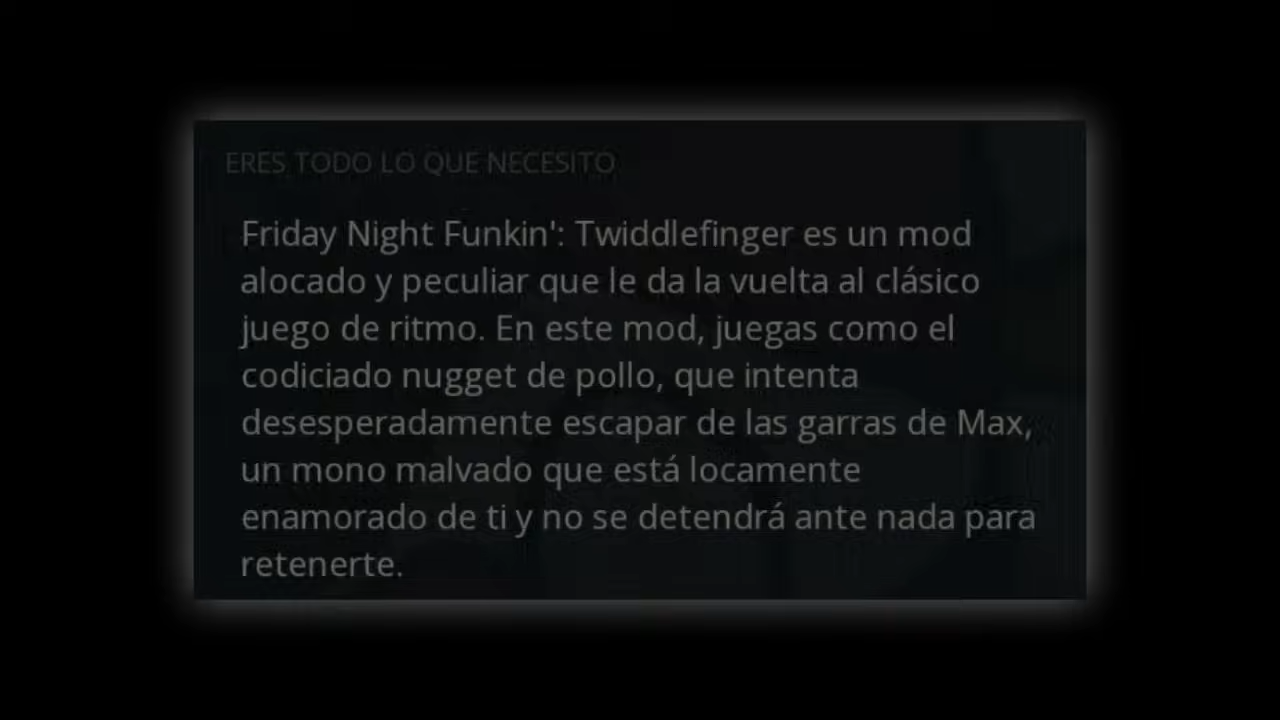 ERES TODO LO QUE NECESITO
Friday Night Funkin': Twiddlefinger es un mod
alocado y peculiar que le da la vuelta al clásico
juego de ritmo. En este mod, juegas como el
codiciado nugget de pollo, que intenta
desesperadamente escapar de las garras de Max,
un mono malvado que está locamente
enamorado de ti y no se detendrá ante nada para
retenerte.